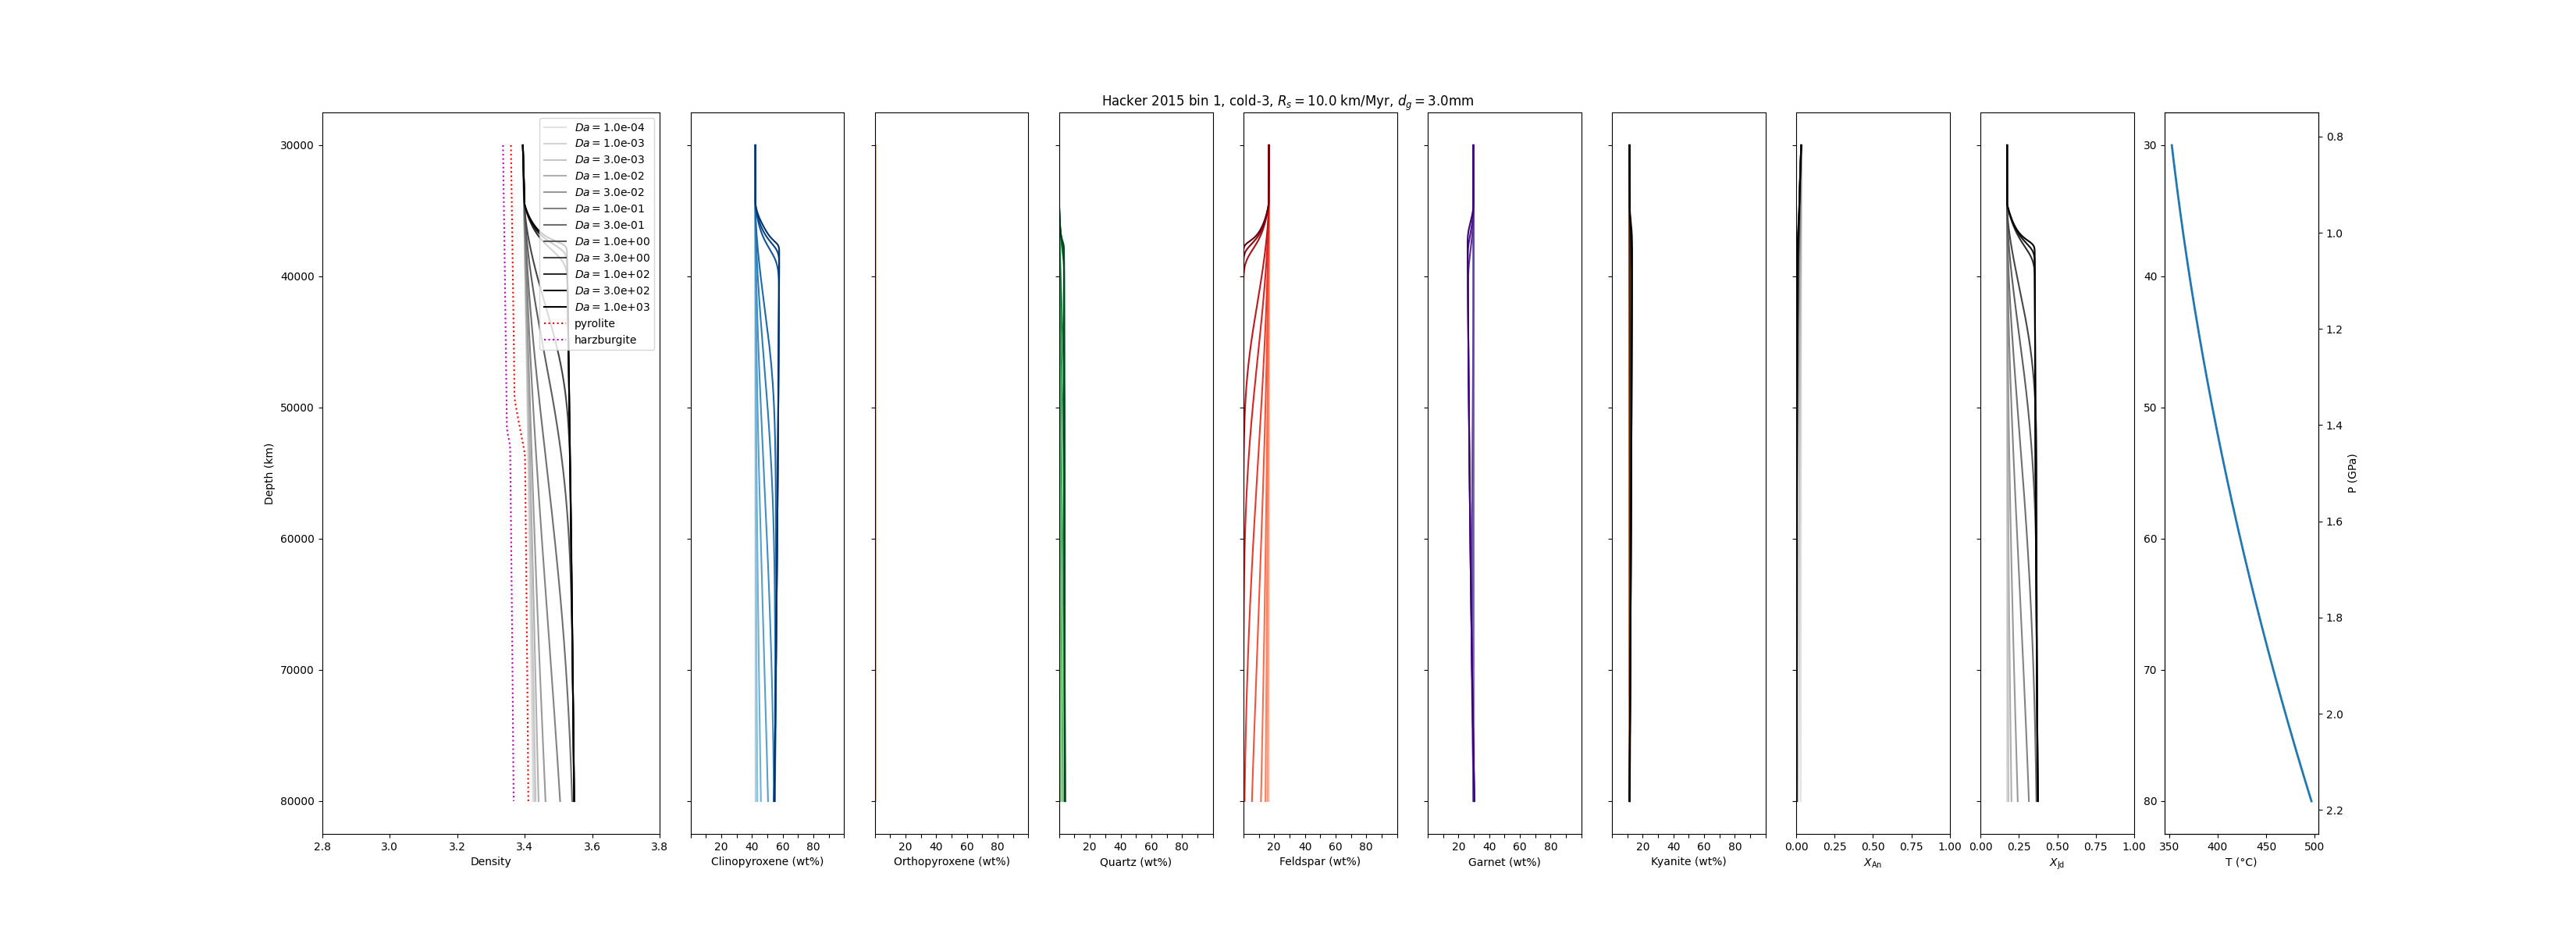 Hacker 2015 bin 1, cold-3, R_s = 10.0 km/Myr, d_g = 3.0mm
Da = 1.0e-04
Da = 1.0e-03
Da = 3.0e-03
Da = 1.0e-02
Da = 3.0e-02
Da = 1.0e-01
Da = 3.0e-01
Da = 1.0e+00
Da = 3.0e+00
Da = 1.0e+02
Da = 3.0e+02
Da = 1.0e+03
pyrolite
harzburgite
Depth (km)
30000
40000
50000
60000
70000
80000
2.8 3.0 3.2 3.4 3.6 3.8
Density
20 40 60 80
Clinopyroxene (wt%)
20 40 60 80
Orthopyroxene (wt%)
20 40 60 80
Quartz (wt%)
20 40 60 80
Feldspar (wt%)
20 40 60 80
Garnet (wt%)
20 40 60 80
Kyanite (wt%)
0.00 0.25 0.50 0.75 1.00
X_An
0.00 0.25 0.50 0.75 1.00
X_Jd
30
40
50
60
70
80
350 400 450 500
T (°C)
0.8
1.0
1.2
1.4
1.6
1.8
2.0
2.2
P (GPa)